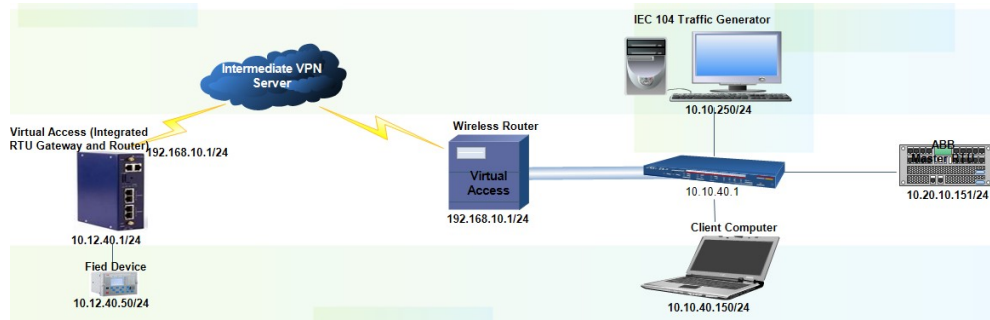 IEC 104 Traffic Generator
Intermediate VPN
Server
10.10.250/24
Virtual Access (Integrated
RTU Gateway and Router)
192.168.10.1/24
Wireless Router
Virtual
Access
192.168.10.1/24
10.10.40.1
ABB
Master RTU
10.20.10.151/24
10.12.40.1/24
Fied Device
10.12.40.50/24
Client Computer
10.10.40.150/24